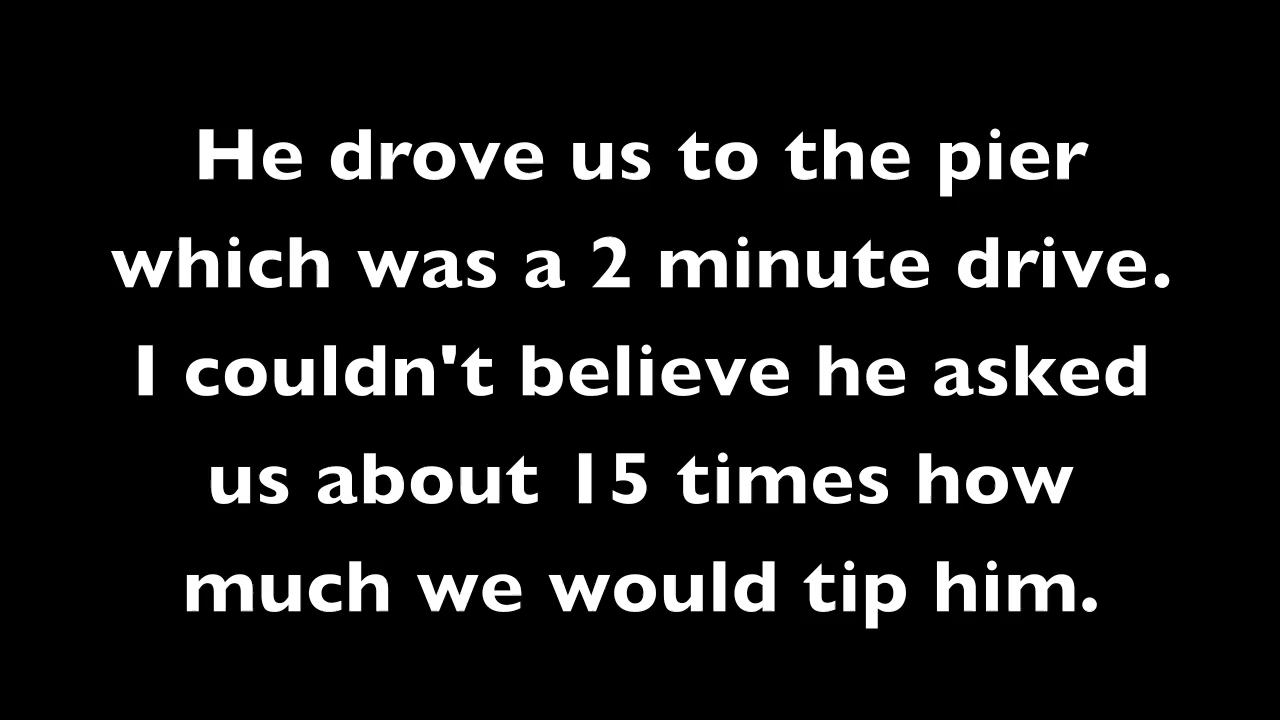 He drove us to the pier
which was a 2 minute drive.
I couldn't believe he asked
us about 15 times how
much we would tip him.